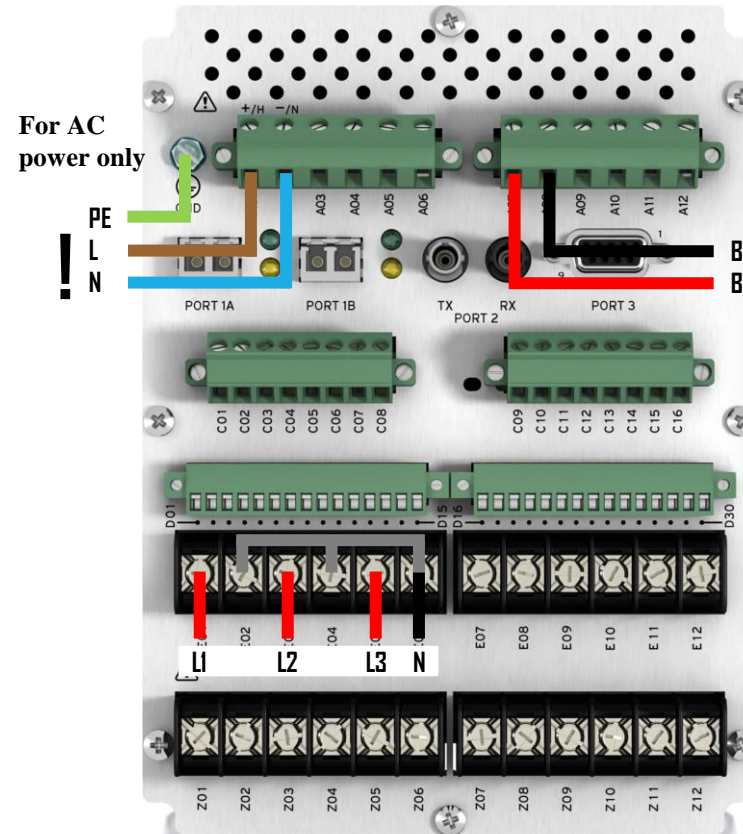 For AC
power only
+/H
−/N
A03
A04
A05
A06
A09
A10
A11
A12
PE
L
N
!
B
B
PORT 1A
PORT 1B
TX
RX
PORT 2
PORT 3
1
9
C01
C02
C03
C04
C05
C06
C07
C08
C09
C10
C11
C12
C13
C14
C15
C16
D01
D15
D16
D30
E02
E04
E07
E08
E09
E10
E11
E12
L1
L2
L3
N
Z01
Z02
Z03
Z04
Z05
Z06
Z07
Z08
Z09
Z10
Z11
Z12